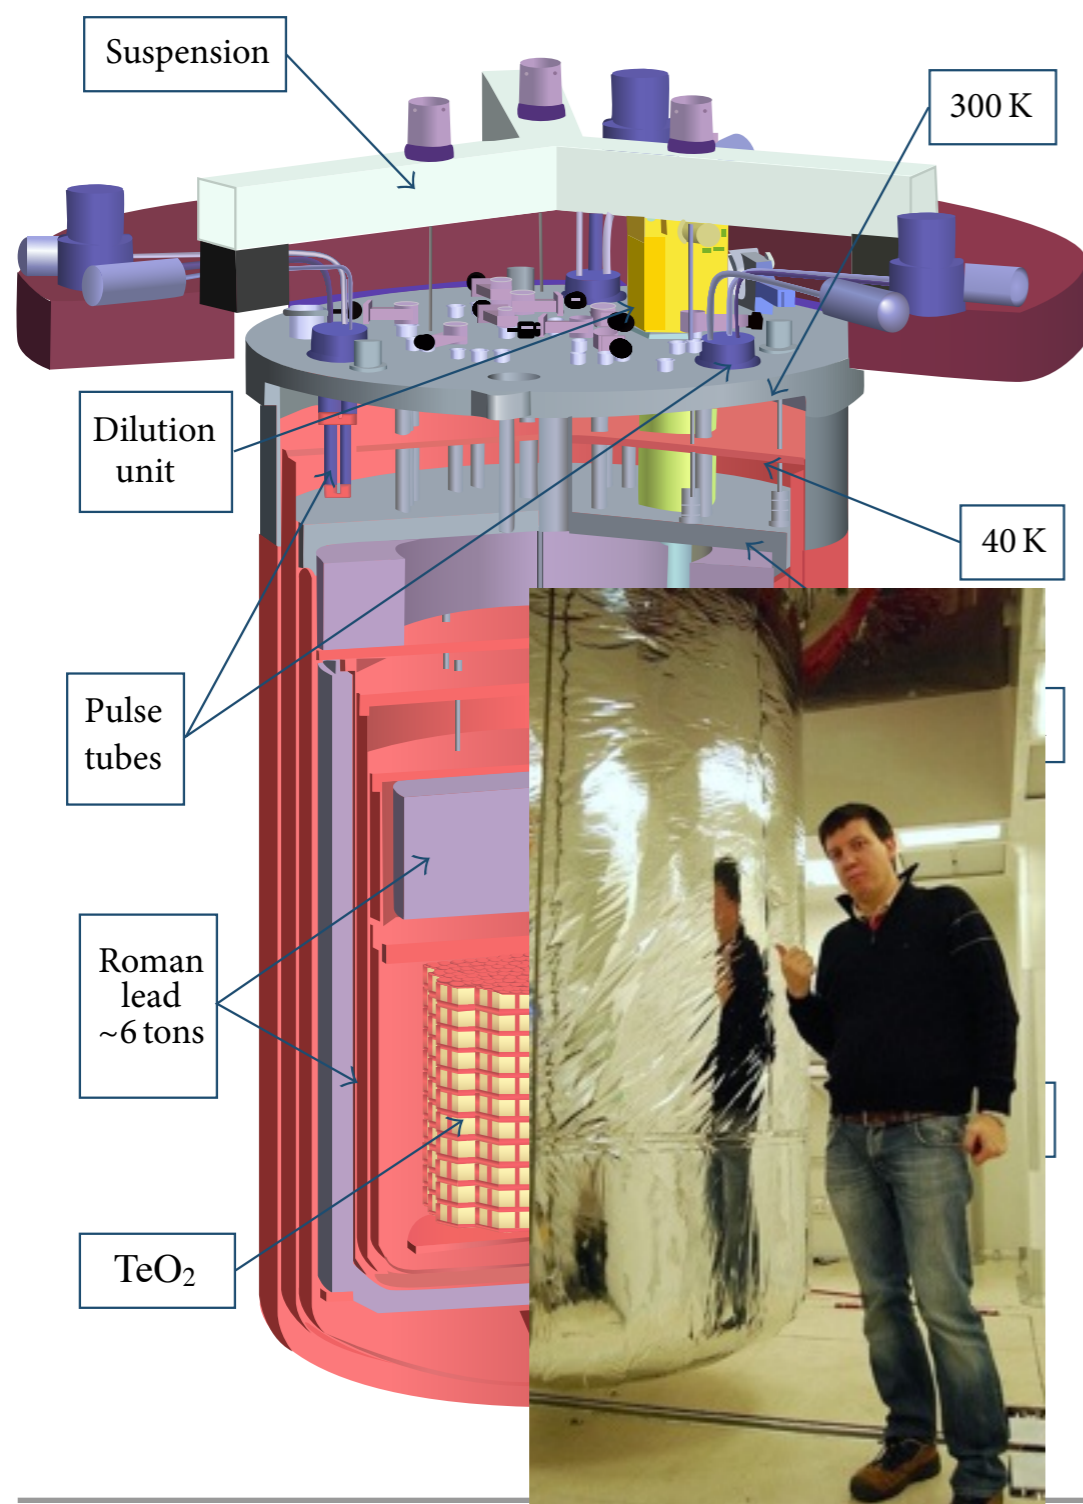 Suspension
300 K
Dilution
unit
40 K
Pulse
tubes
Roman
lead
~6 tons
TeO₂